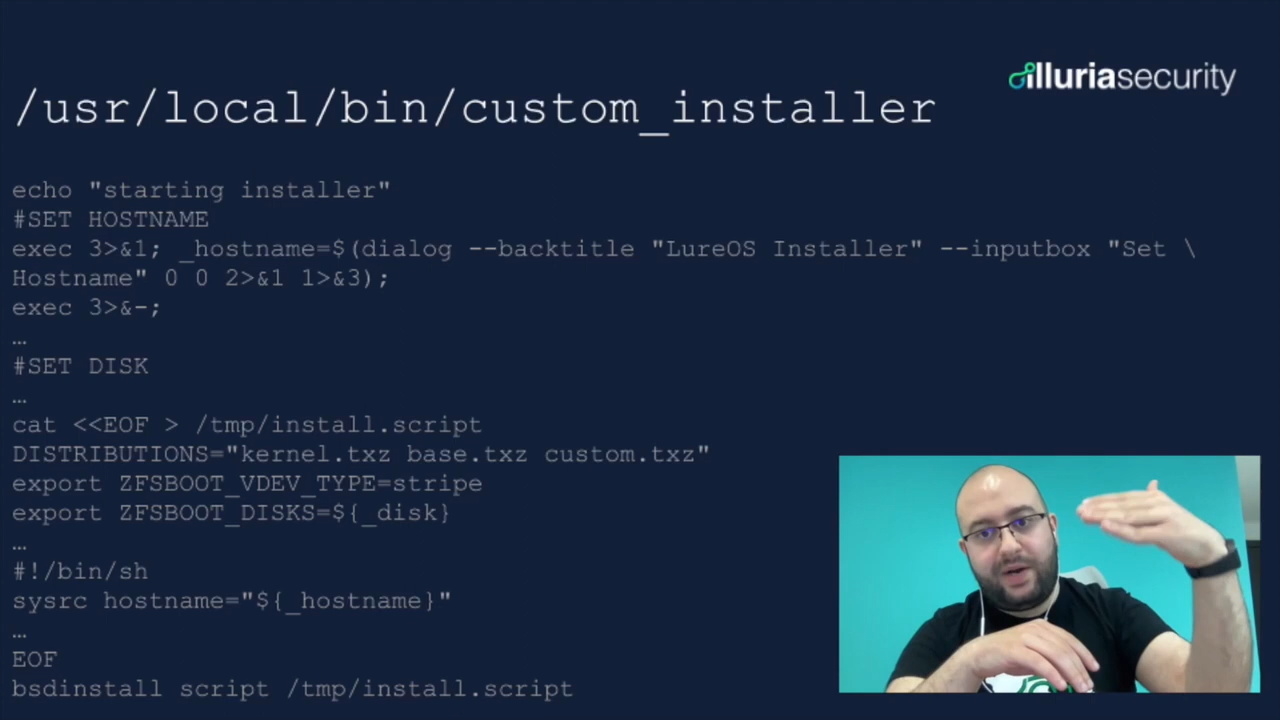 illuriasecurity
/usr/local/bin/custom_installer
echo "starting installer"
#SET HOSTNAME
exec 3>&1; _hostname=$(dialog --backtitle "LureOS Installer" --inputbox "Set \
Hostname" 0 0 2>&1 1>&3);
exec 3>&-;
…
#SET DISK
…
cat <<EOF > /tmp/install.script
DISTRIBUTIONS="kernel.txz base.txz custom.txz"
export ZFSBOOT_VDEV_TYPE=stripe
export ZFSBOOT_DISKS=${_disk}
…
#!/bin/sh
sysrc hostname="${_hostname}"
…
EOF
bsdinstall script /tmp/install.script